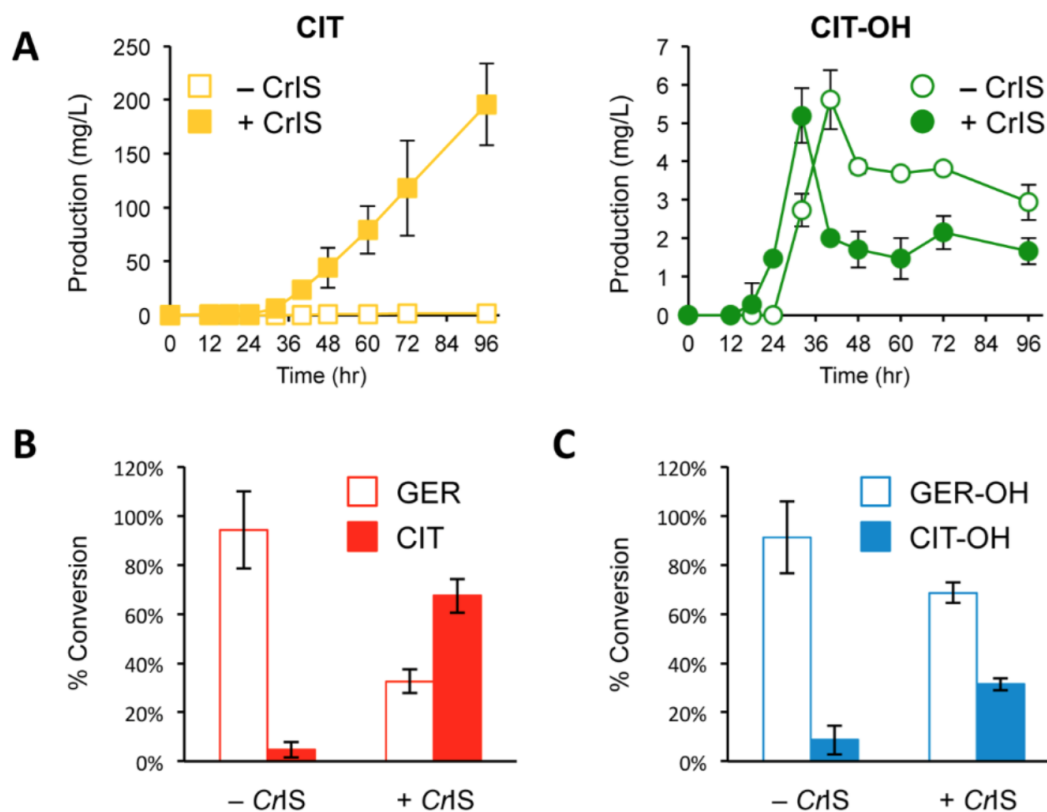 A
CIT
Production (mg/L)
250
200
150
100
50
0
– CrIS
+ CrIS
0 12 24 36 48 60 72 84 96
Time (hr)
CIT-OH
Production (mg/L)
7
6
5
4
3
2
1
0
– CrIS
+ CrIS
0 12 24 36 48 60 72 84 96
Time (hr)
B
% Conversion
120%
100%
80%
60%
40%
20%
0%
GER
CIT
– CrIS + CrIS
C
% Conversion
120%
100%
80%
60%
40%
20%
0%
GER-OH
CIT-OH
– CrIS + CrIS